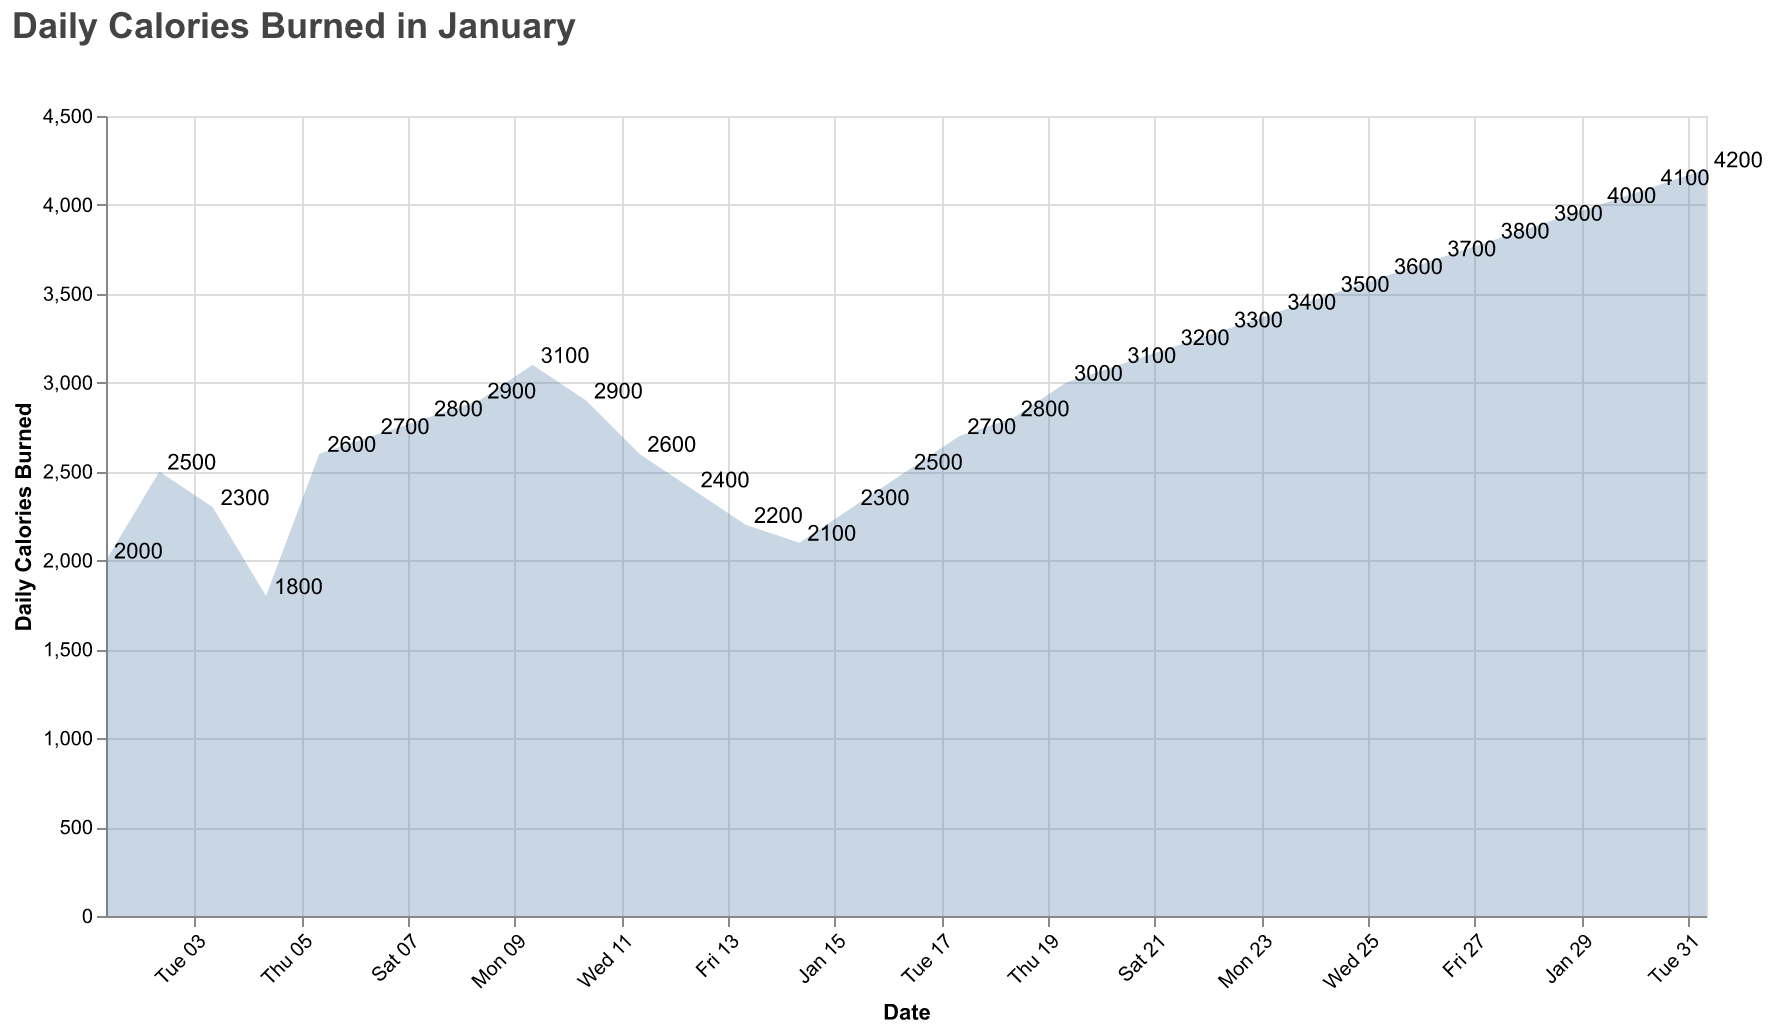 Daily Calories Burned in January
4,500
4,000
3,500
3,000
2,500
2,000
1,500
1,000
500
0
Daily Calories Burned
2000
2500
2300
1800
2600
2700
2800
2900
3100
2900
2600
2400
2200
2100
2300
2500
2700
2800
3000
3100
3200
3300
3400
3500
3600
3700
3800
3900
4000
4100
4200
Tue 03
Thu 05
Sat 07
Mon 09
Wed 11
Fri 13
Jan 15
Tue 17
Thu 19
Sat 21
Mon 23
Wed 25
Fri 27
Jan 29
Tue 31
Date